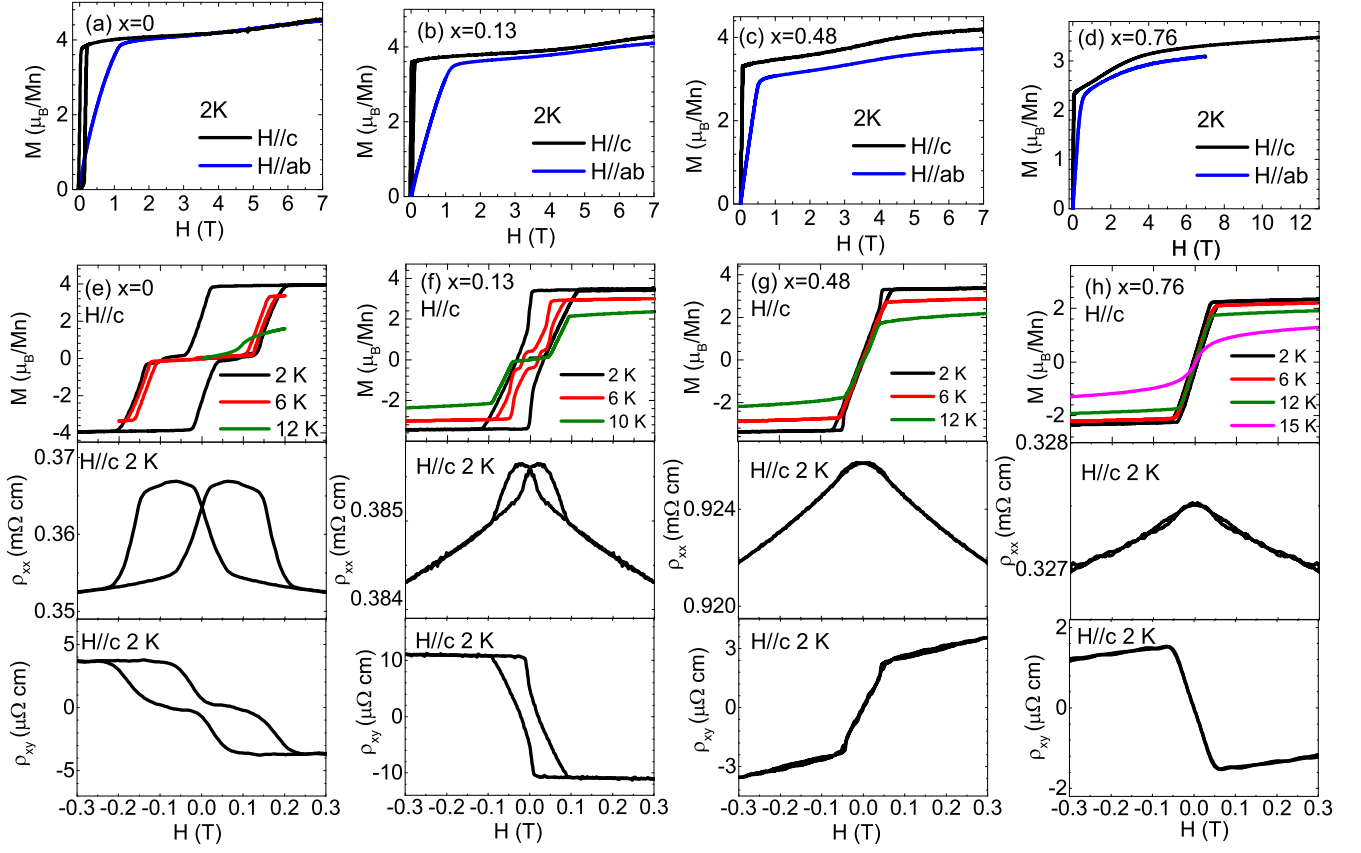 (a) x=0
4
2
0
M (μB/Mn)
2K
H//c
H//ab
0 1 2 3 4 5 6 7
H (T)
(b) x=0.13
4
2
0
M (μB/Mn)
2K
H//c
H//ab
0 1 2 3 4 5 6 7
H (T)
(c) x=0.48
4
3
2
1
0
M (μB/Mn)
2K
H//c
H//ab
0 1 2 3 4 5 6 7
H (T)
(d) x=0.76
3
2
1
0
M (μB/Mn)
2K
H//c
H//ab
0 2 4 6 8 10 12
H (T)
(e) x=0
H//c
4
2
0
-2
-4
M (μB/Mn)
2 K
6 K
12 K
H//c 2 K
0.37
0.36
0.35
ρxx (mΩ cm)
H//c 2 K
5
0
-5
ρxy (μΩ cm)
-0.3 -0.2 -0.1 0.0 0.1 0.2 0.3
H (T)
(f) x=0.13
H//c
4
2
0
-2
M (μB/Mn)
2 K
6 K
10 K
H//c 2 K
0.385
0.384
ρxx (mΩ cm)
H//c 2 K
10
0
-10
ρxy (μΩ cm)
-0.3 -0.2 -0.1 0.0 0.1 0.2 0.3
H (T)
(g) x=0.48
H//c
4
2
0
-2
M (μB/Mn)
2 K
6 K
12 K
H//c 2 K
0.924
0.920
ρxx (mΩ cm)
H//c 2 K
3
0
-3
ρxy (μΩ cm)
-0.3 -0.2 -0.1 0.0 0.1 0.2 0.3
H (T)
(h) x=0.76
H//c
2
0
-2
M (μB/Mn)
2 K
6 K
12 K
15 K
0.328
H//c 2 K
0.327
ρxx (mΩ cm)
H//c 2 K
2
0
-2
ρxy (μΩ cm)
-0.3 -0.2 -0.1 0.0 0.1 0.2 0.3
H (T)